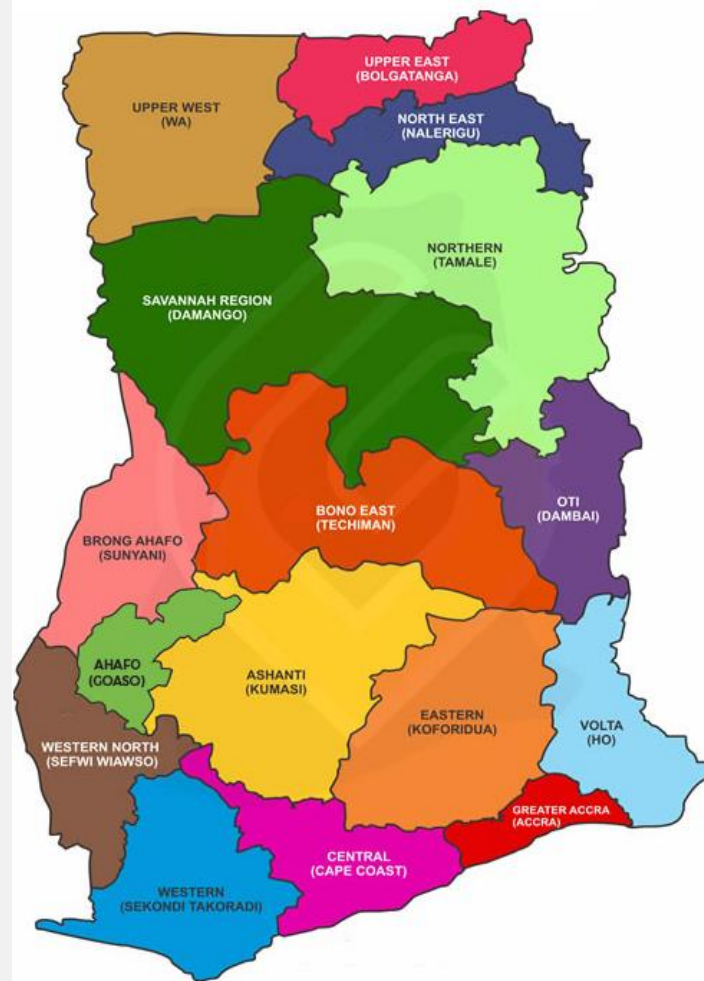 UPPER EAST
(BOLGATANGA)
UPPER WEST
(WA)
NORTH EAST
(NALERIGU)
NORTHERN
(TAMALE)
SAVANNAH REGION
(DAMANGO)
OTI
(DAMBAI)
BONO EAST
(TECHIMAN)
BRONG AHAFO
(SUNYANI)
AHAFO
(GOASO)
ASHANTI
(KUMASI)
EASTERN
(KOFORIDUA)
VOLTA
(HO)
WESTERN NORTH
(SEFWI WIAWSO)
GREATER ACCRA
(ACCRA)
CENTRAL
(CAPE COAST)
WESTERN
(SEKONDI TAKORADI)